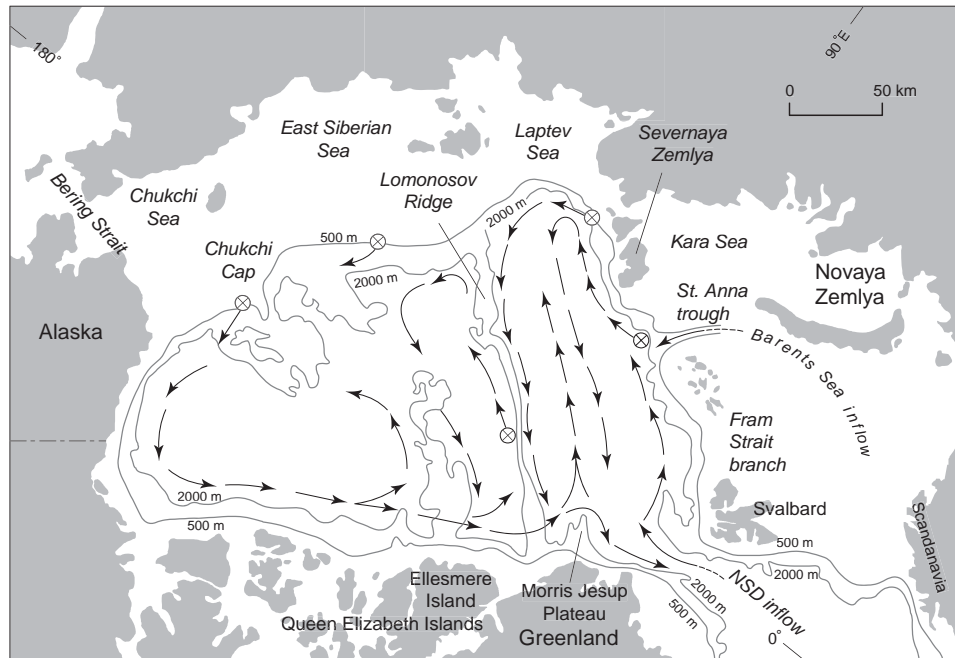 180°
90°E
0 50 km
East Siberian
Sea
Laptev
Sea
Severnaya
Zemlya
Lomonosov
Ridge
Bering Strait
Chukchi
Sea
2000 m
500 m
Kara Sea
Chukchi
Cap
2000 m
Novaya
Zemlya
St. Anna
trough
Alaska
Barents Sea inflow
Fram
Strait
branch
2000 m
500 m
Svalbard
Scandanavia
500 m
2000 m
Ellesmere
Island
Queen Elizabeth Islands
Morris Jesup
Plateau
Greenland
2000 m
500 m
NSD inflow
0°